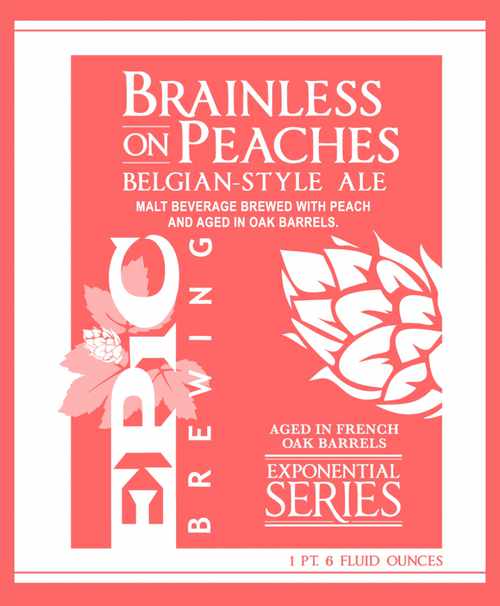 BRAINLESS
ON PEACHES
BELGIAN-STYLE ALE
MALT BEVERAGE BREWED WITH PEACH
AND AGED IN OAK BARRELS.
EPIC
BREWING
AGED IN FRENCH
OAK BARRELS
EXPONENTIAL
SERIES
1 PT. 6 FLUID OUNCES